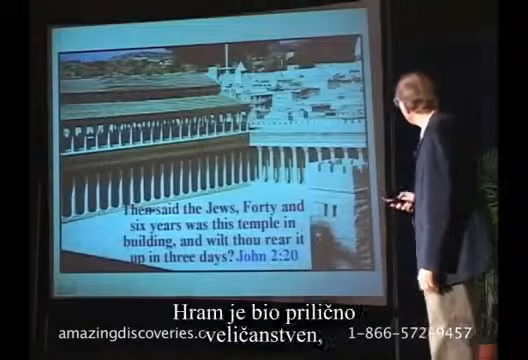 Then said the Jews, Forty and
six years was this temple in
building, and wilt thou rear it
up in three days? John 2:20
Hram je bio prilično
veličanstven,
amazingdiscoveries.c
1-866-572-9457